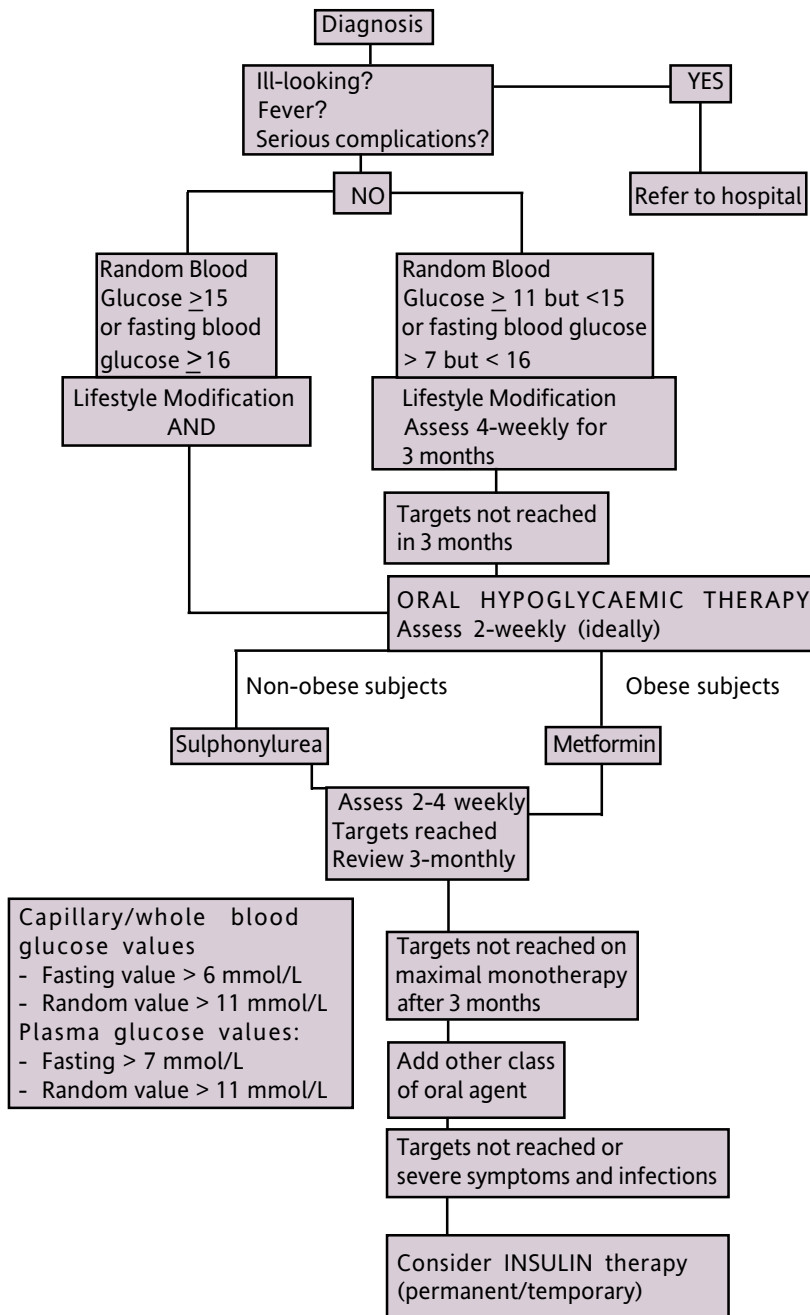 Diagnosis
Ill-looking?
Fever?
Serious complications?
YES
Refer to hospital
NO
Random Blood
Glucose ≥15
or fasting blood
glucose ≥16
Lifestyle Modification
AND
Random Blood
Glucose ≥ 11 but <15
or fasting blood glucose
> 7 but < 16
Lifestyle Modification
Assess 4-weekly for
3 months
Targets not reached
in 3 months
ORAL HYPOGLYCAEMIC THERAPY
Assess 2-weekly (ideally)
Non-obese subjects
Obese subjects
Sulphonylurea
Metformin
Assess 2-4 weekly
Targets reached
Review 3-monthly
Capillary/whole blood
glucose values
- Fasting value > 6 mmol/L
- Random value > 11 mmol/L
Plasma glucose values:
- Fasting > 7 mmol/L
- Random value > 11 mmol/L
Targets not reached on
maximal monotherapy
after 3 months
Add other class
of oral agent
Targets not reached or
severe symptoms and infections
Consider INSULIN therapy
(permanent/temporary)